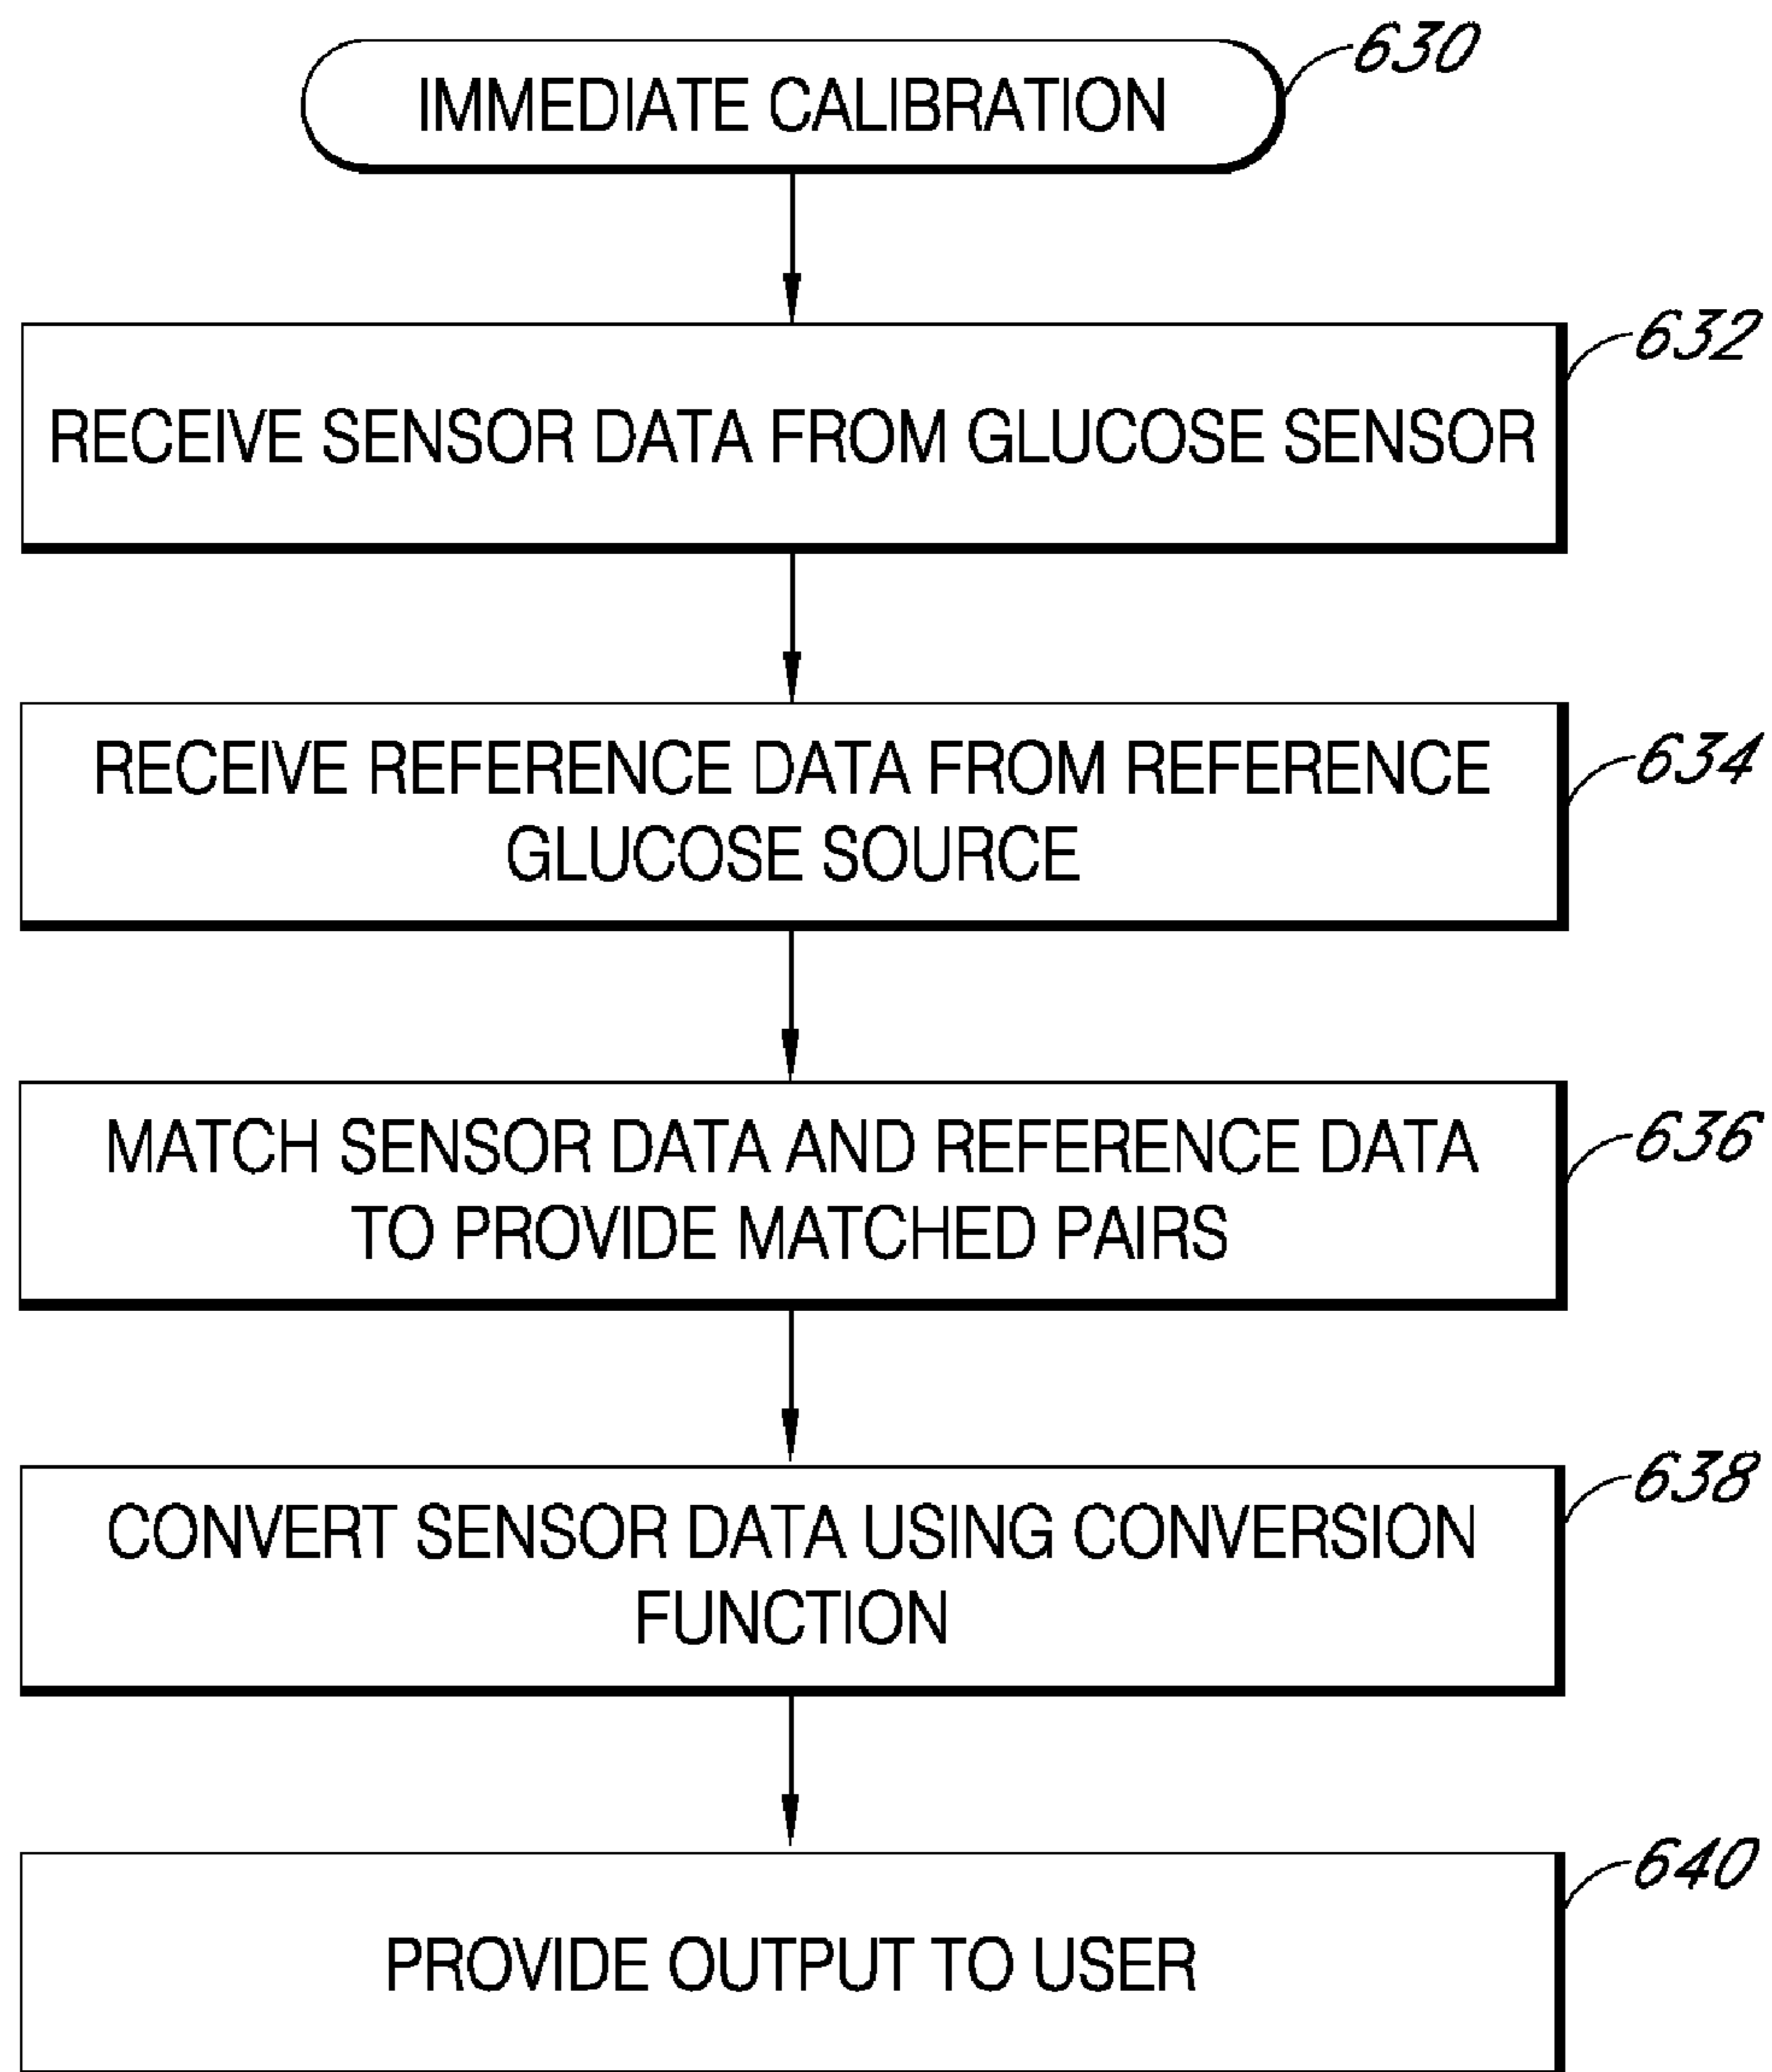 IMMEDIATE CALIBRATION
630
632
RECEIVE SENSOR DATA FROM GLUCOSE SENSOR
634
RECEIVE REFERENCE DATA FROM REFERENCE
GLUCOSE SOURCE
636
MATCH SENSOR DATA AND REFERENCE DATA
TO PROVIDE MATCHED PAIRS
638
CONVERT SENSOR DATA USING CONVERSION
FUNCTION
640
PROVIDE OUTPUT TO USER